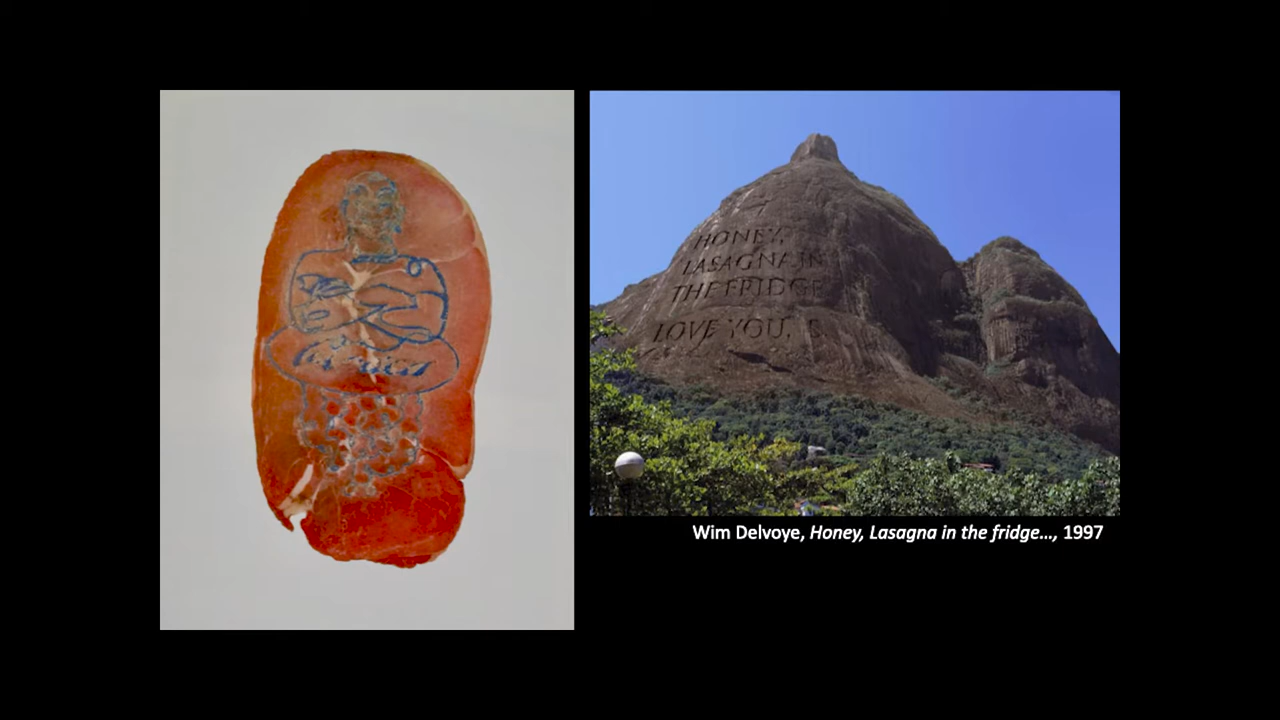 HONEY,
LASAGNA IN
THE FRIDGE
LOVE YOU, B.
Wim Delvoye, Honey, Lasagna in the fridge..., 1997